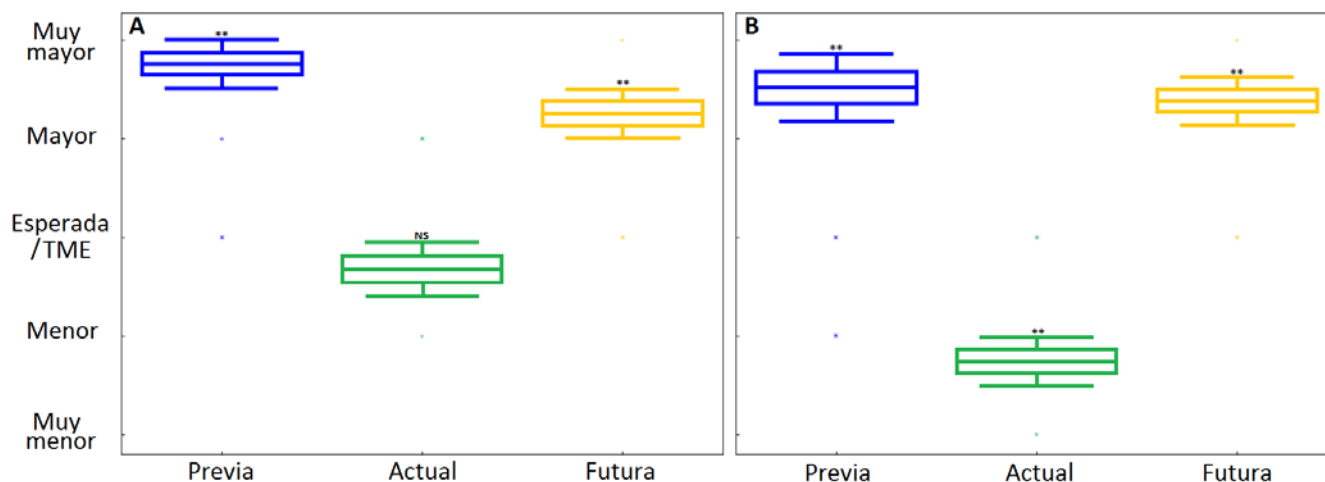 Muy
mayor
Mayor
Esperada
/TME
Menor
Muy
menor
A
**
NS
**
B
**
**
**
Previa
Actual
Futura
Previa
Actual
Futura